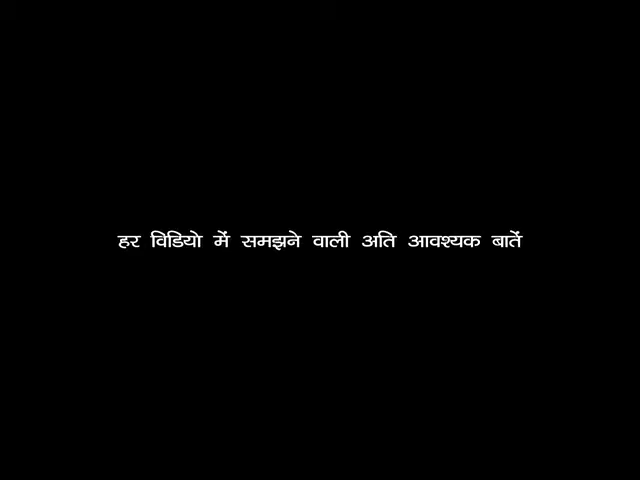 हर विडियो में समझने वाली अति आवश्यक बातें